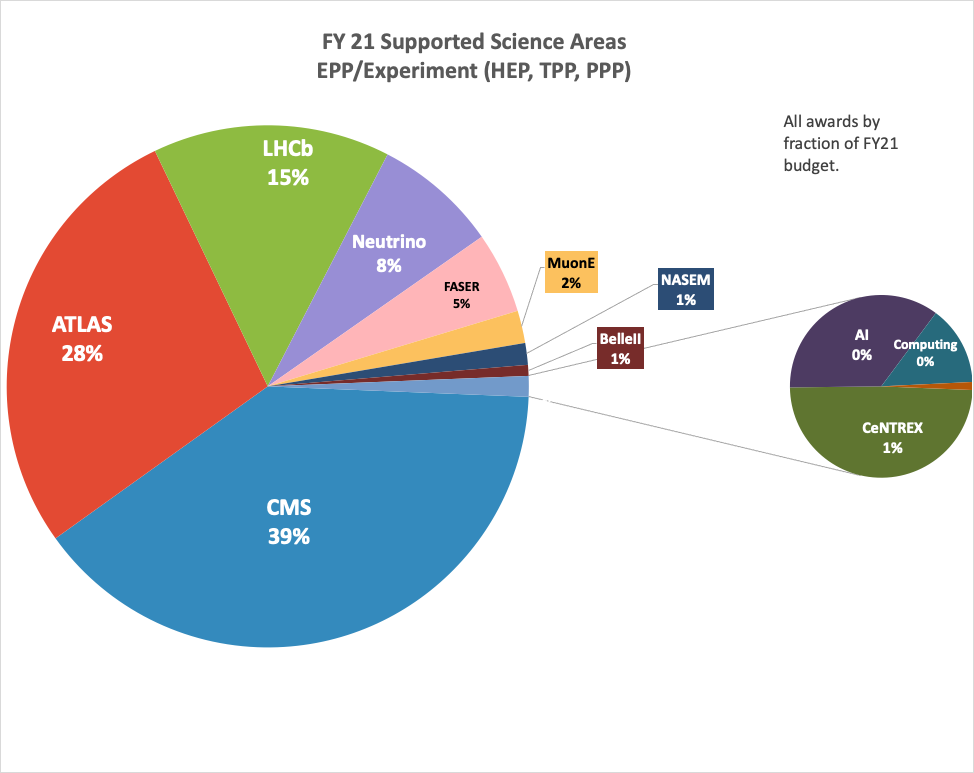 FY 21 Supported Science Areas
EPP/Experiment (HEP, TPP, PPP)
All awards by
fraction of FY21
budget.
LHCb
15%
Neutrino
8%
FASER
5%
MuonE
2%
NASEM
1%
BelleII
1%
ATLAS
28%
CMS
39%
AI
0%
Computing
0%
CeNTREX
1%